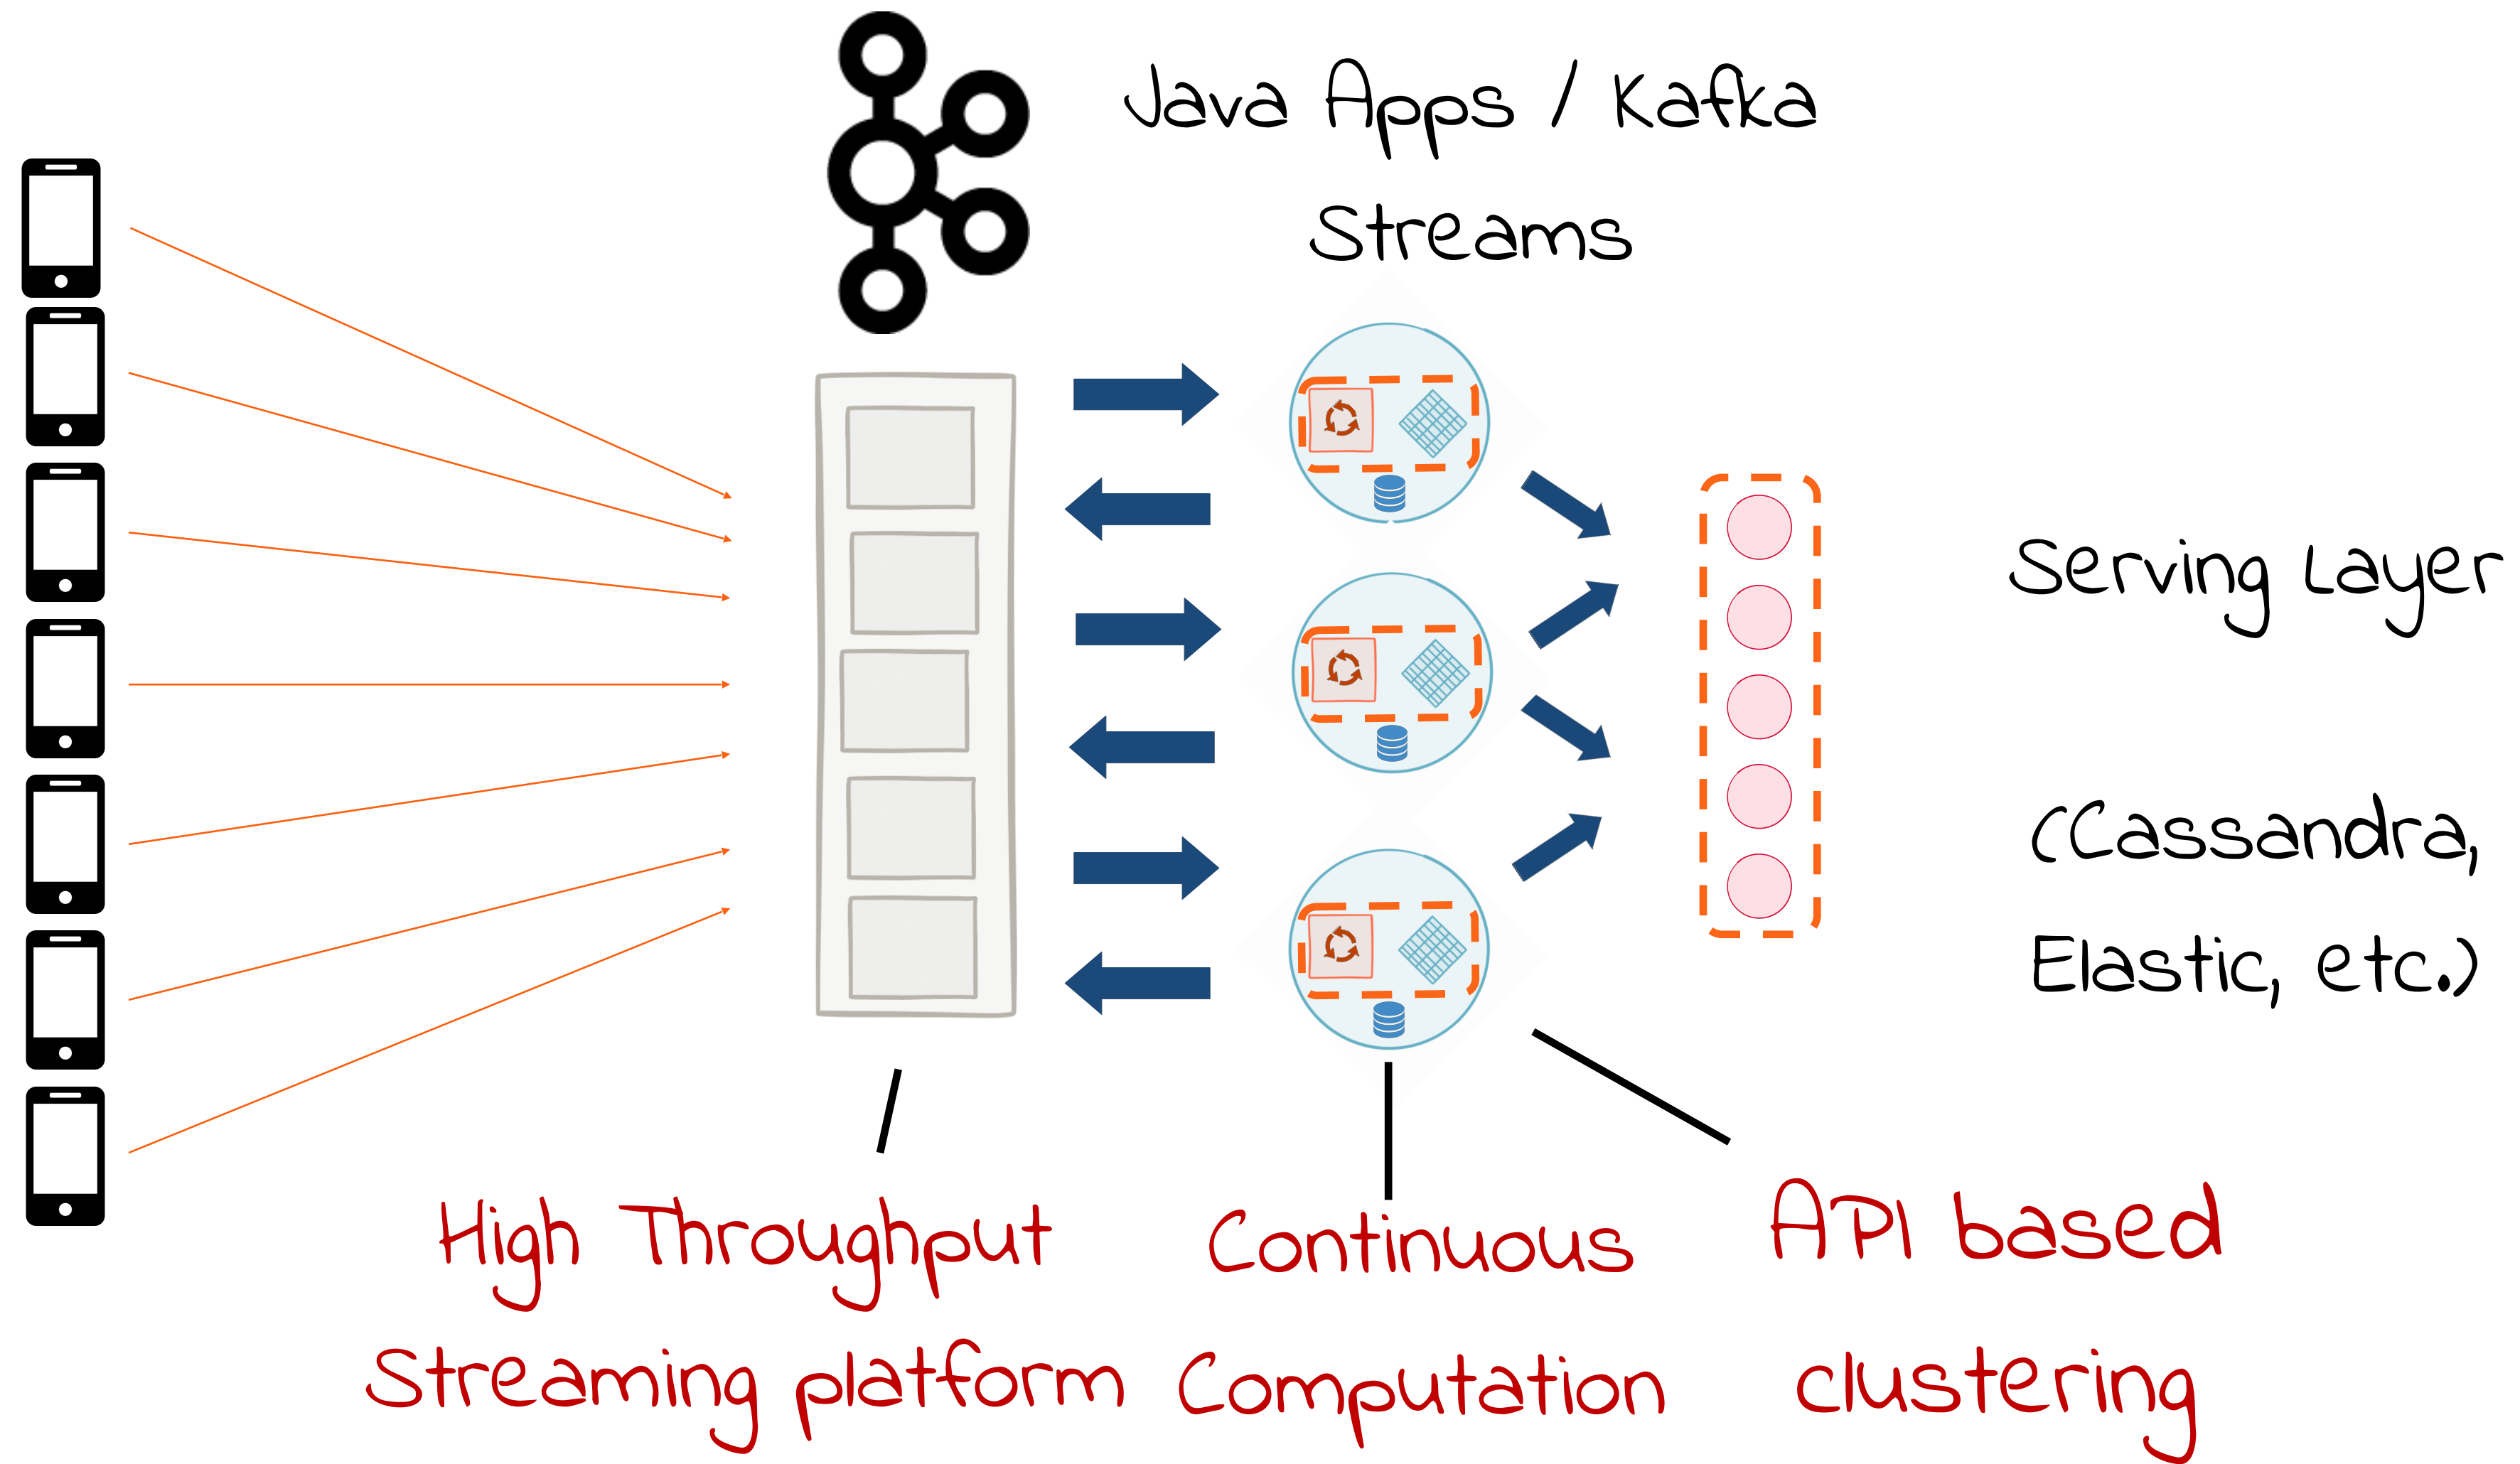 Java Apps / Kafka
Streams
Serving Layer
(Cassandra,
Elastic, etc.)
High Throughput
Streaming platform
Continuous
Computation
API based
clustering